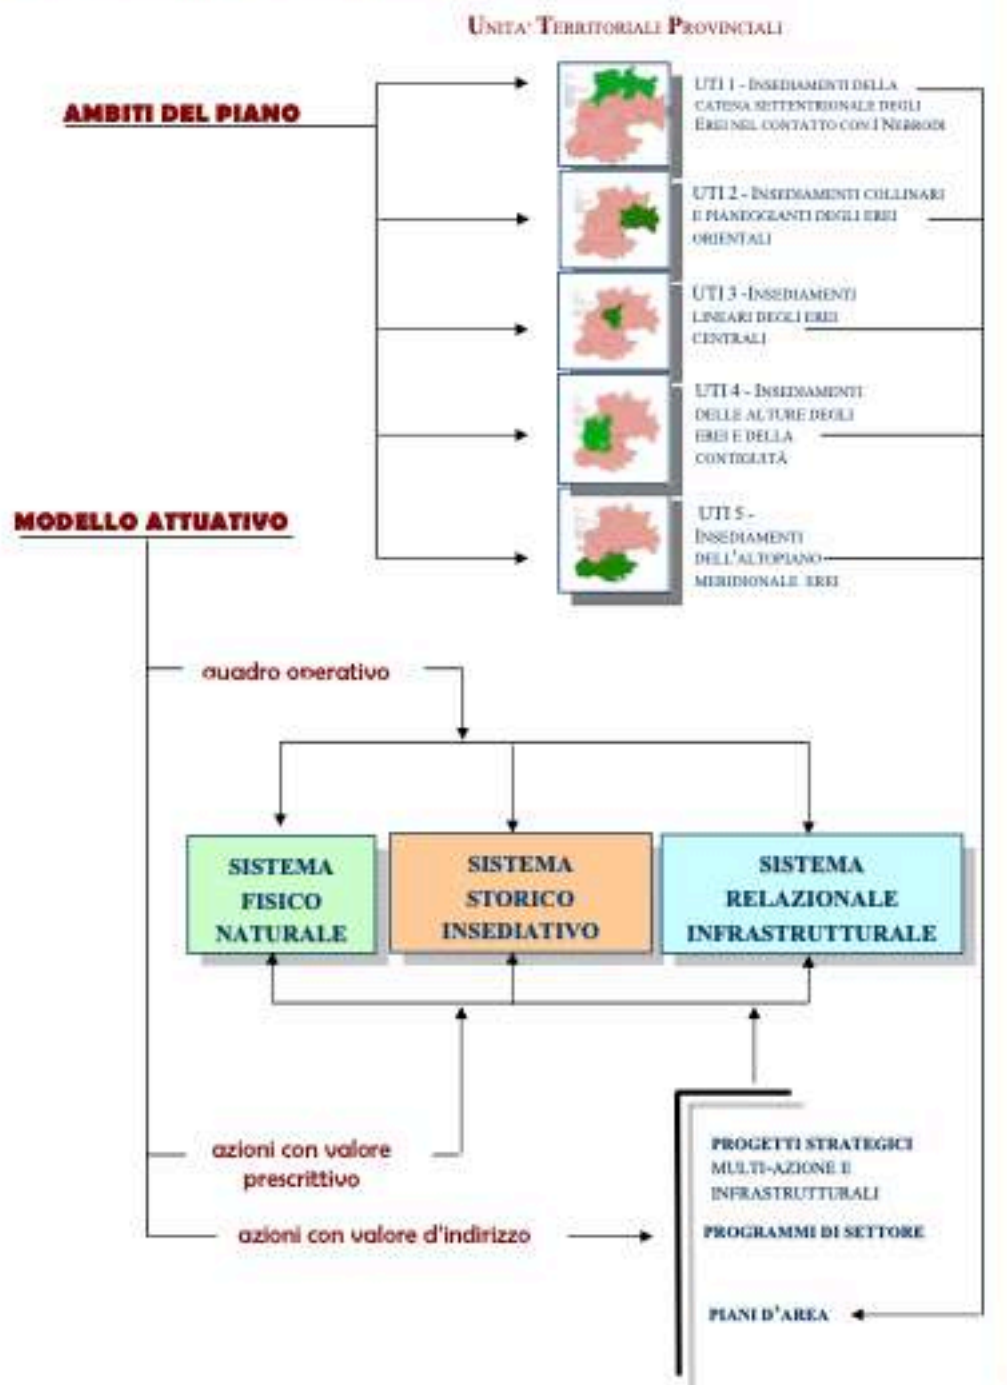 UNITA' TERRITORIALI PROVINCIALI
AMBITI DEL PIANO
UTI 1 - INSEDIAMENTI DELLA
CATENA SETTENTRIONALE DEGLI
EREI NEL CONTATTO CON I NEBRODI
UTI 2 - INSEDIAMENTI COLLINARI
E PIANEGGIANTI DEGLI EREI
ORIENTALI
UTI 3 -INSEDIAMENTI
LINEARI DEGLI EREI
CENTRALI
UTI 4 - INSEDIAMENTI
DELLE ALTURE DEGLI
EREI E DELLA
CONTIGUITÀ
MODELLO ATTUATIVO
UTI 5 -
INSEDIAMENTI
DELL'ALTOPIANO
MERIDIONALE EREI
quadro operativo
SISTEMA
FISICO
NATURALE
SISTEMA
STORICO
INSEDIATIVO
SISTEMA
RELAZIONALE
INFRASTRUTTURALE
azioni con valore
prescrittivo
azioni con valore d'indirizzo
PROGETTI STRATEGICI
MULTI-AZIONE E
INFRASTRUTTURALI
PROGRAMMI DI SETTORE
PIANI D'AREA